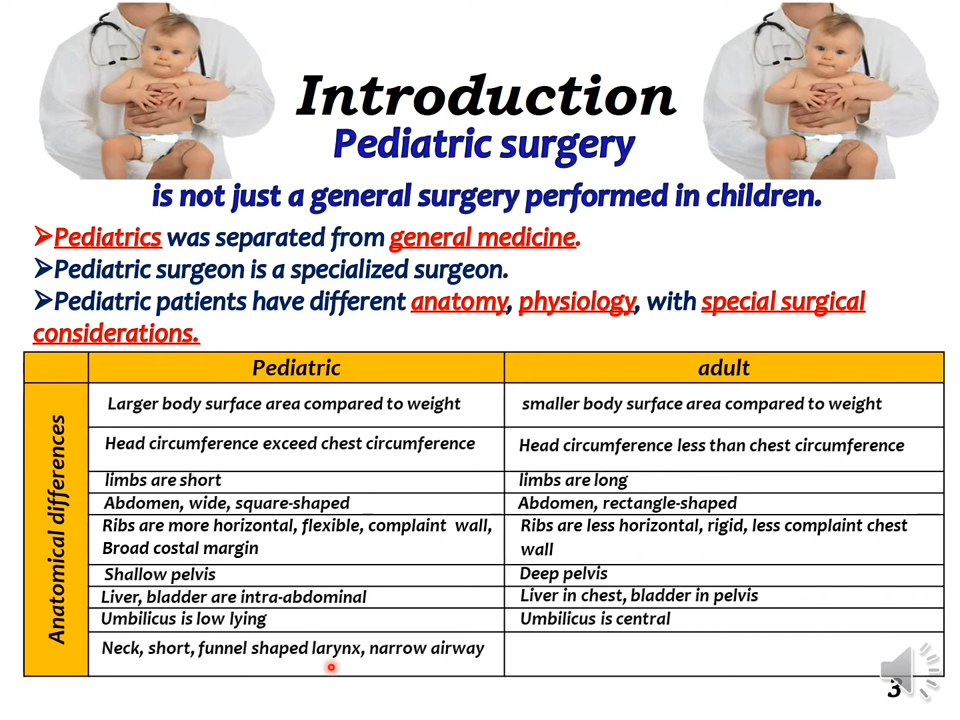 Introduction
Pediatric surgery
is not just a general surgery performed in children.
➢Pediatrics was separated from general medicine.
➢Pediatric surgeon is a specialized surgeon.
➢Pediatric patients have different anatomy, physiology, with special surgical
considerations.
Pediatric adult
Anatomical differences
Larger body surface area compared to weight smaller body surface area compared to weight
Head circumference exceed chest circumference Head circumference less than chest circumference
limbs are short limbs are long
Abdomen, wide, square-shaped Abdomen, rectangle-shaped
Ribs are more horizontal, flexible, complaint wall, Ribs are less horizontal, rigid, less complaint chest
Broad costal margin wall
Shallow pelvis Deep pelvis
Liver, bladder are intra-abdominal Liver in chest, bladder in pelvis
Umbilicus is low lying Umbilicus is central
Neck, short, funnel shaped larynx, narrow airway
3